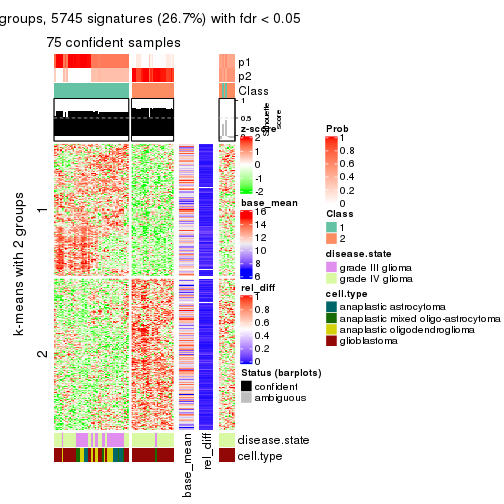 groups, 5745 signatures (26.7%) with fdr < 0.05
75 confident samples
p1
p2
Class
1
0.5
0
Silhouette
score
k-means with 2 groups
1
2
base_mean
rel_diff
disease.state
cell.type
z-score
2
1
0
-1
-2
base_mean
16
14
12
10
8
6
rel_diff
1
0.8
0.6
0.4
0.2
0
Status (barplots)
confident
ambiguous
Prob
1
0.8
0.6
0.4
0.2
0
Class
1
2
disease.state
grade III glioma
grade IV glioma
cell.type
anaplastic astrocytoma
anaplastic mixed oligo-astrocytoma
anaplastic oligodendroglioma
glioblastoma